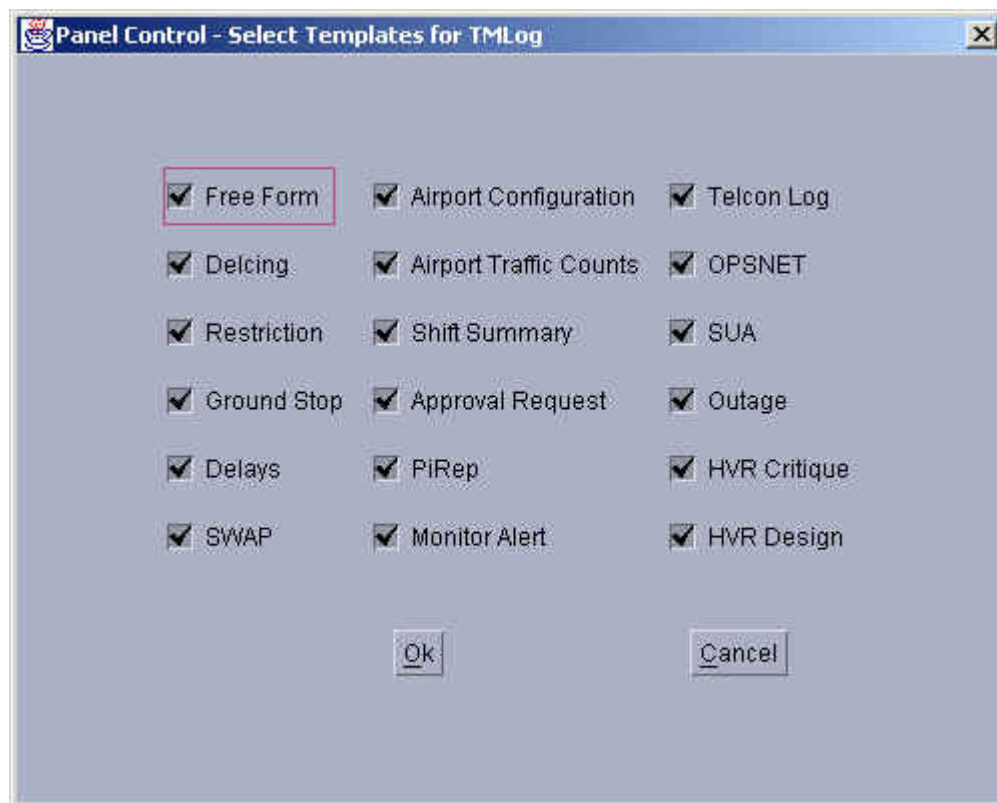 Panel Control - Select Templates for TMLog
Free Form Airport Configuration Telcon Log
Delcing Airport Traffic Counts OPSNET
Restriction Shift Summary SUA
Ground Stop Approval Request Outage
Delays PiRep HVR Critique
SWAP Monitor Alert HVR Design
Ok Cancel